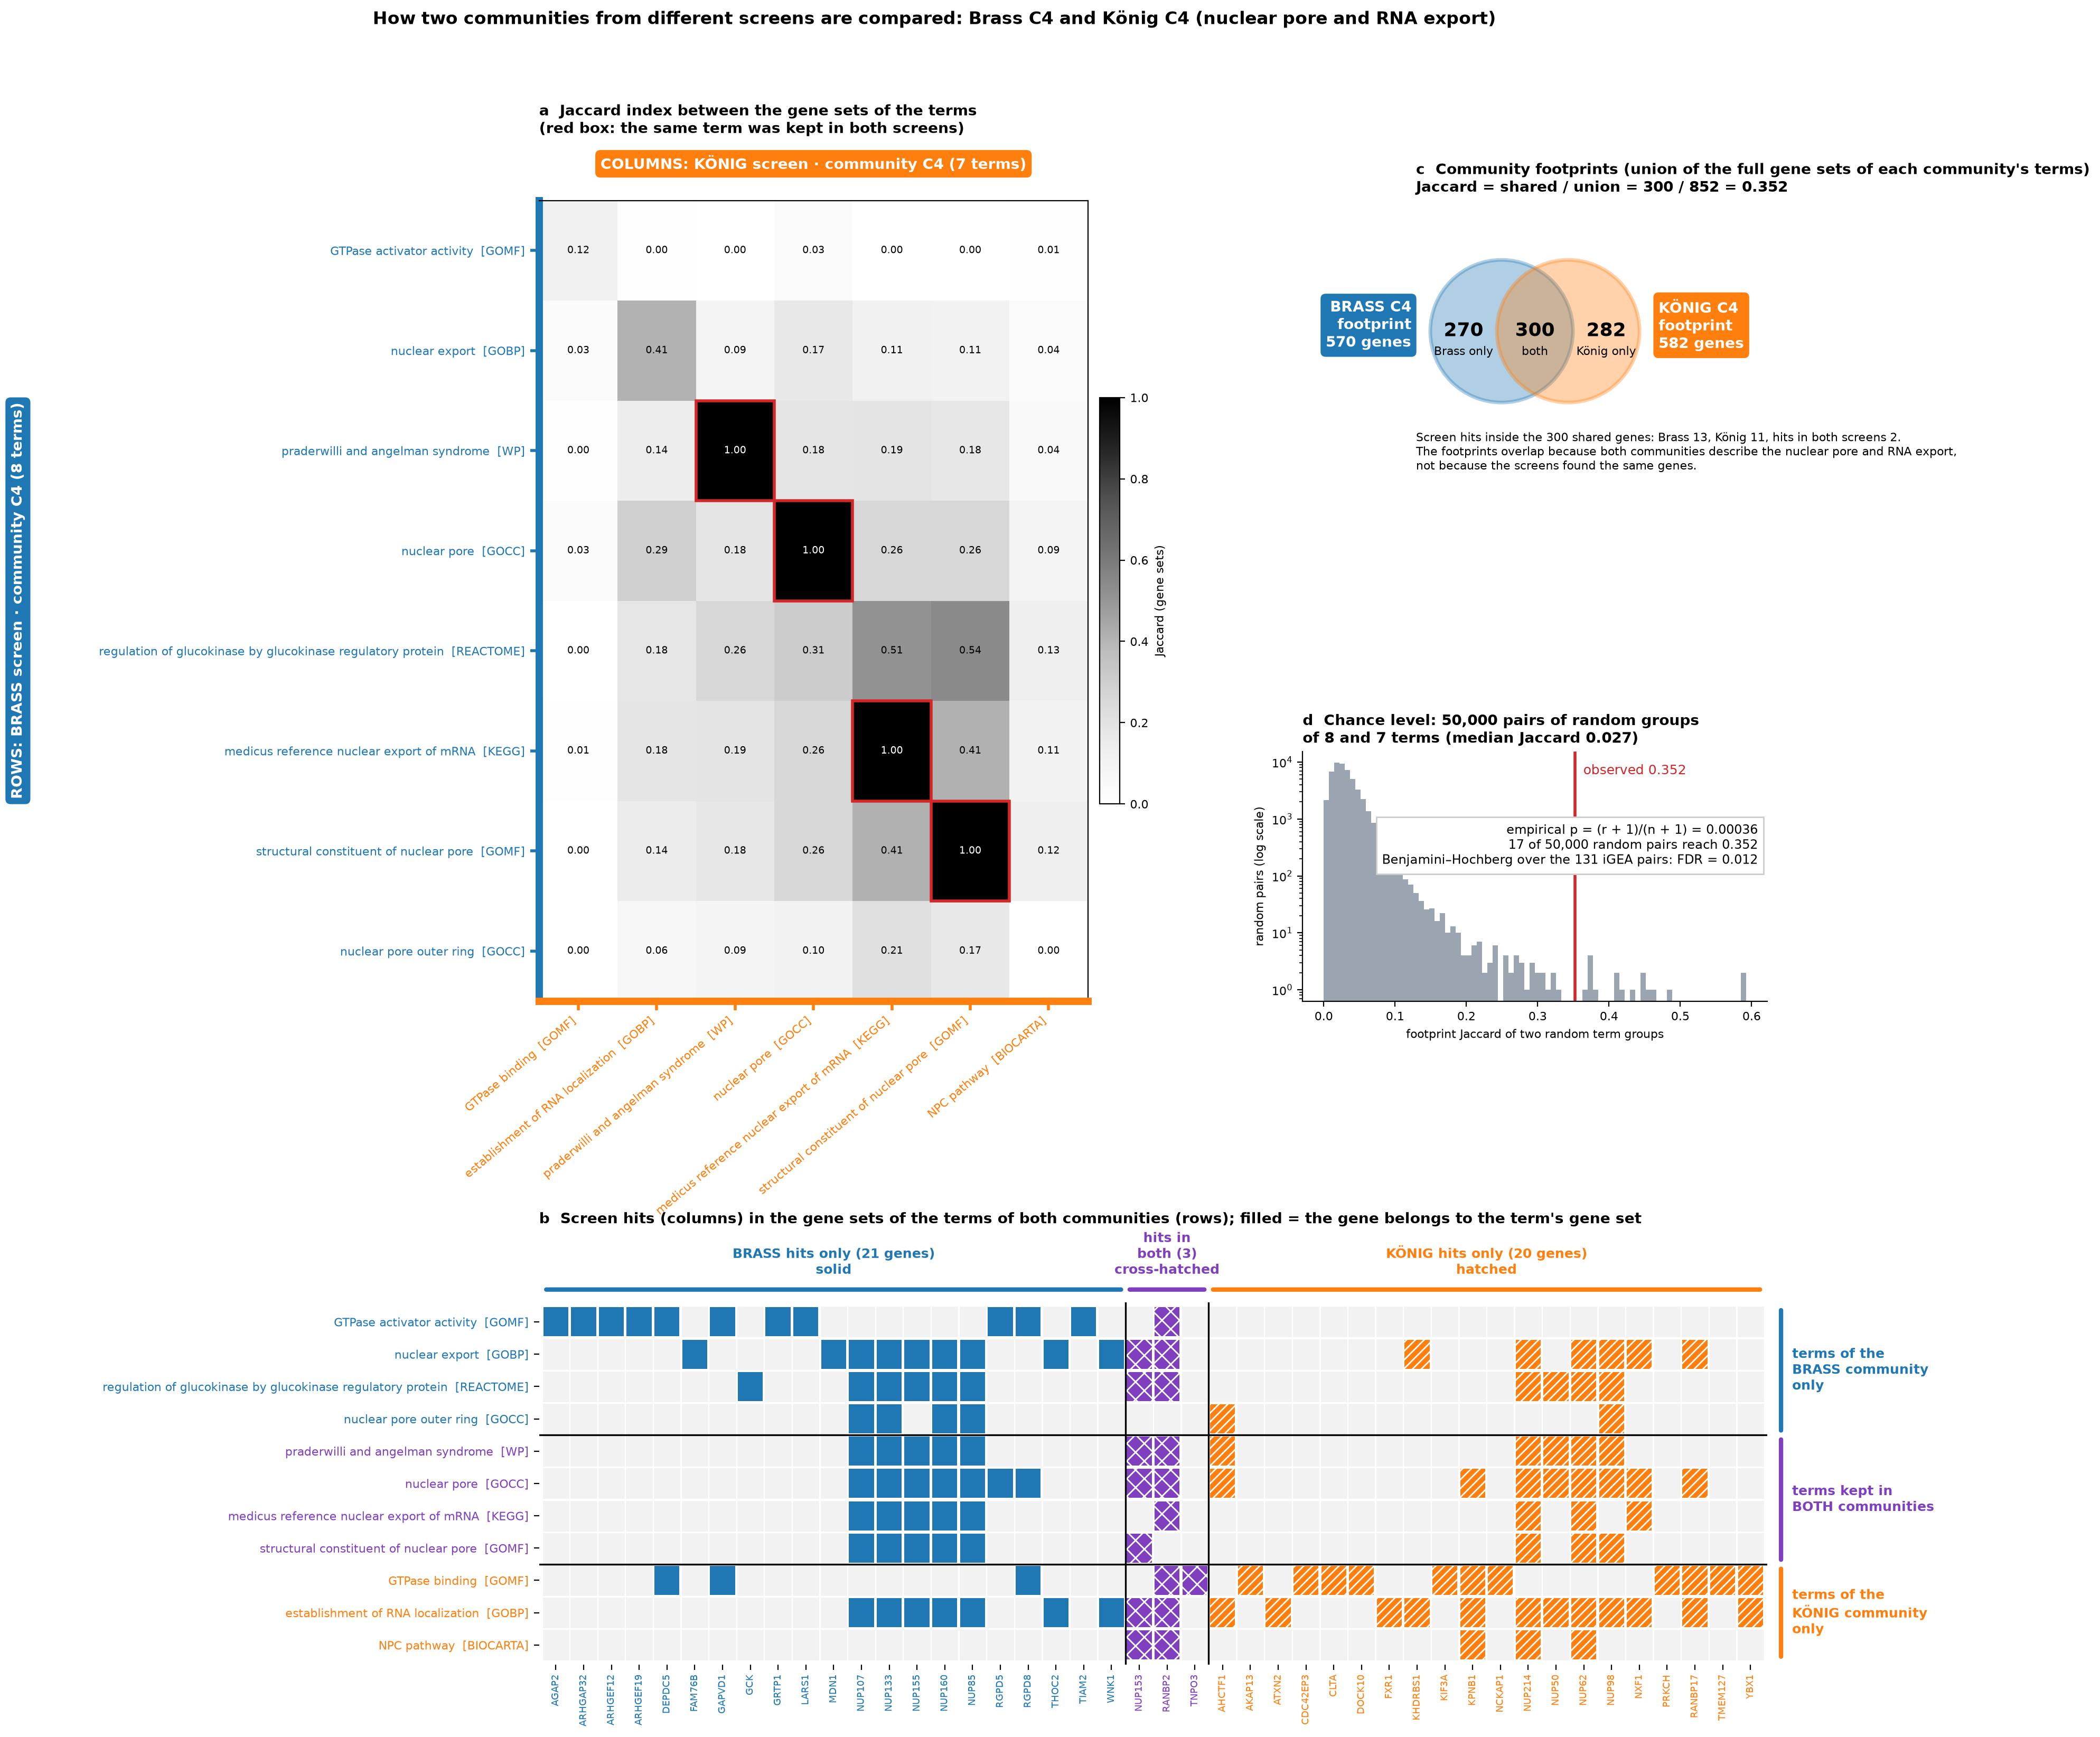 How two communities from different screens are compared: Brass C4 and König C4 (nuclear pore and RNA export)
a  Jaccard index between the gene sets of the terms
(red box: the same term was kept in both screens)
COLUMNS: KÖNIG screen · community C4 (7 terms)
ROWS: BRASS screen · community C4 (8 terms)
GTPase activator activity  [GOMF]
0.12 0.00 0.00 0.03 0.00 0.00 0.01
nuclear export  [GOBP]
0.03 0.41 0.09 0.17 0.11 0.11 0.04
praderwilli and angelman syndrome  [WP]
0.00 0.14 1.00 0.18 0.19 0.18 0.04
nuclear pore  [GOCC]
0.03 0.29 0.18 1.00 0.26 0.26 0.09
regulation of glucokinase by glucokinase regulatory protein  [REACTOME]
0.00 0.18 0.26 0.31 0.51 0.54 0.13
medicus reference nuclear export of mRNA  [KEGG]
0.01 0.18 0.19 0.26 1.00 0.41 0.11
structural constituent of nuclear pore  [GOMF]
0.00 0.14 0.18 0.26 0.41 1.00 0.12
nuclear pore outer ring  [GOCC]
0.00 0.06 0.09 0.10 0.21 0.17 0.00
GTPase binding  [GOMF]
establishment of RNA localization  [GOBP]
praderwilli and angelman syndrome  [WP]
nuclear pore  [GOCC]
medicus reference nuclear export of mRNA  [KEGG]
structural constituent of nuclear pore  [GOMF]
NPC pathway  [BIOCARTA]
1.0
0.8
0.6
0.4
0.2
0.0
Jaccard (gene sets)
c  Community footprints (union of the full gene sets of each community's terms)
Jaccard = shared / union = 300 / 852 = 0.352
BRASS C4
footprint
570 genes
270
Brass only
300
both
282
König only
KÖNIG C4
footprint
582 genes
Screen hits inside the 300 shared genes: Brass 13, König 11, hits in both screens 2.
The footprints overlap because both communities describe the nuclear pore and RNA export,
not because the screens found the same genes.
d  Chance level: 50,000 pairs of random groups
of 8 and 7 terms (median Jaccard 0.027)
observed 0.352
empirical p = (r + 1)/(n + 1) = 0.00036
17 of 50,000 random pairs reach 0.352
Benjamini–Hochberg over the 131 iGEA pairs: FDR = 0.012
random pairs (log scale)
10⁴
10³
10²
10¹
10⁰
0.0 0.1 0.2 0.3 0.4 0.5 0.6
footprint Jaccard of two random term groups
b  Screen hits (columns) in the gene sets of the terms of both communities (rows); filled = the gene belongs to the term's gene set
BRASS hits only (21 genes)
solid
hits in
both (3)
cross-hatched
KÖNIG hits only (20 genes)
hatched
GTPase activator activity  [GOMF]
nuclear export  [GOBP]
regulation of glucokinase by glucokinase regulatory protein  [REACTOME]
nuclear pore outer ring  [GOCC]
praderwilli and angelman syndrome  [WP]
nuclear pore  [GOCC]
medicus reference nuclear export of mRNA  [KEGG]
structural constituent of nuclear pore  [GOMF]
GTPase binding  [GOMF]
establishment of RNA localization  [GOBP]
NPC pathway  [BIOCARTA]
terms of the
BRASS community
only
terms kept in
BOTH communities
terms of the
KÖNIG community
only
AGAP2
ARHGAP32
ARHGEF12
ARHGEF19
DEPDC5
FAM76B
GAPVD1
GCK
GRTP1
LARS1
MDN1
NUP107
NUP133
NUP155
NUP160
NUP85
RGPD5
RGPD8
THOC2
TIAM2
WNK1
NUP153
RANBP2
TNPO3
AHCTF1
AKAP13
ATXN2
CDC42EP3
CLTA
DOCK10
FXR1
KHDRBS1
KIF3A
KPNB1
NCKAP1
NUP214
NUP50
NUP62
NUP98
NXF1
PRKCH
RANBP17
TMEM127
YBX1